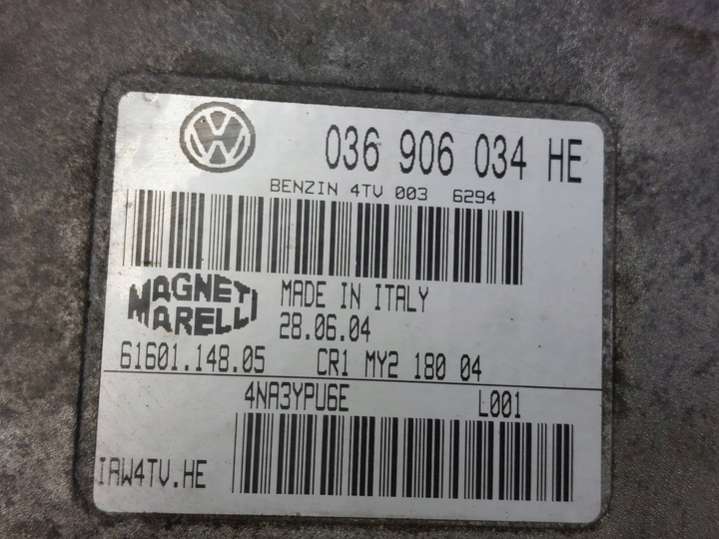 036 906 034 HE
BENZIN 4TV 003 6294
MAGNETI
MARELLI
MADE IN ITALY
28.06.04
61601.148.05 CR1 MY2 180 04
4NA3YPU6E L001
IAW4TV.HE